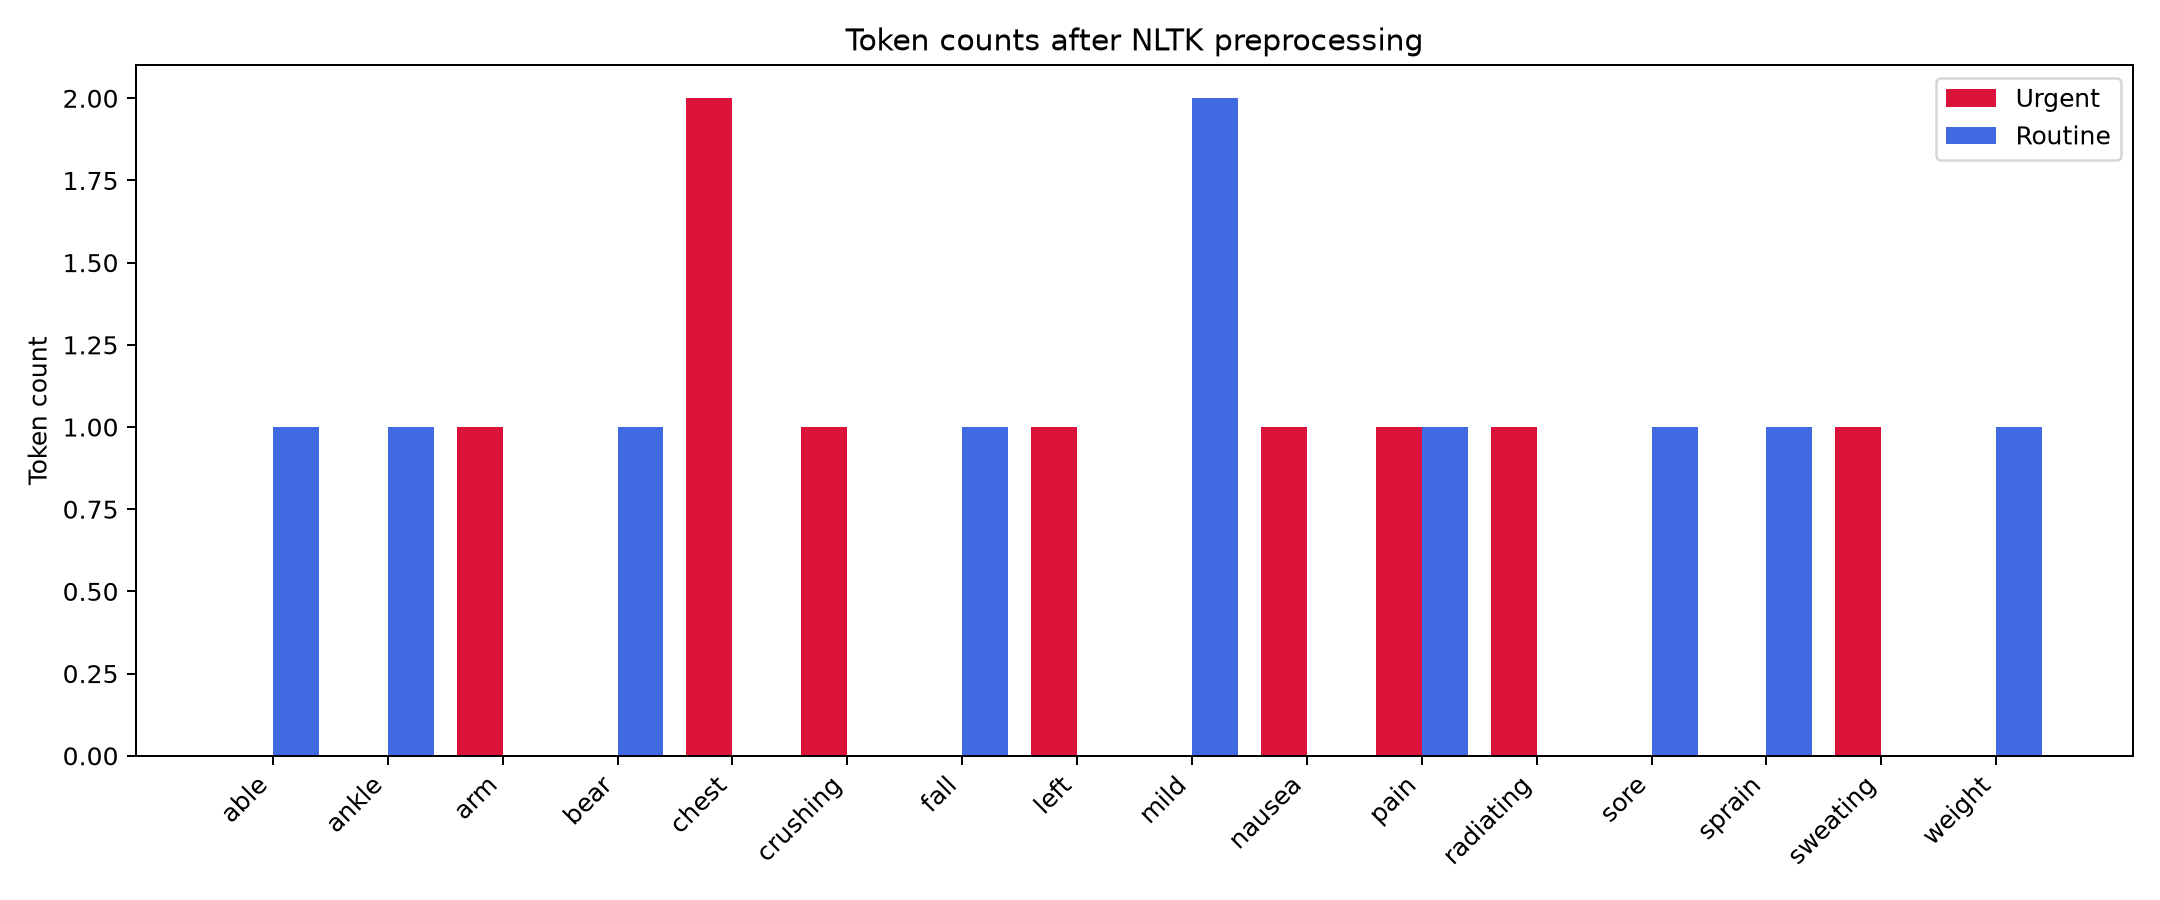 Token counts after NLTK preprocessing
Urgent
Routine
Token count
2.00
1.75
1.50
1.25
1.00
0.75
0.50
0.25
0.00
able
ankle
arm
bear
chest
crushing
fall
left
mild
nausea
pain
radiating
sore
sprain
sweating
weight